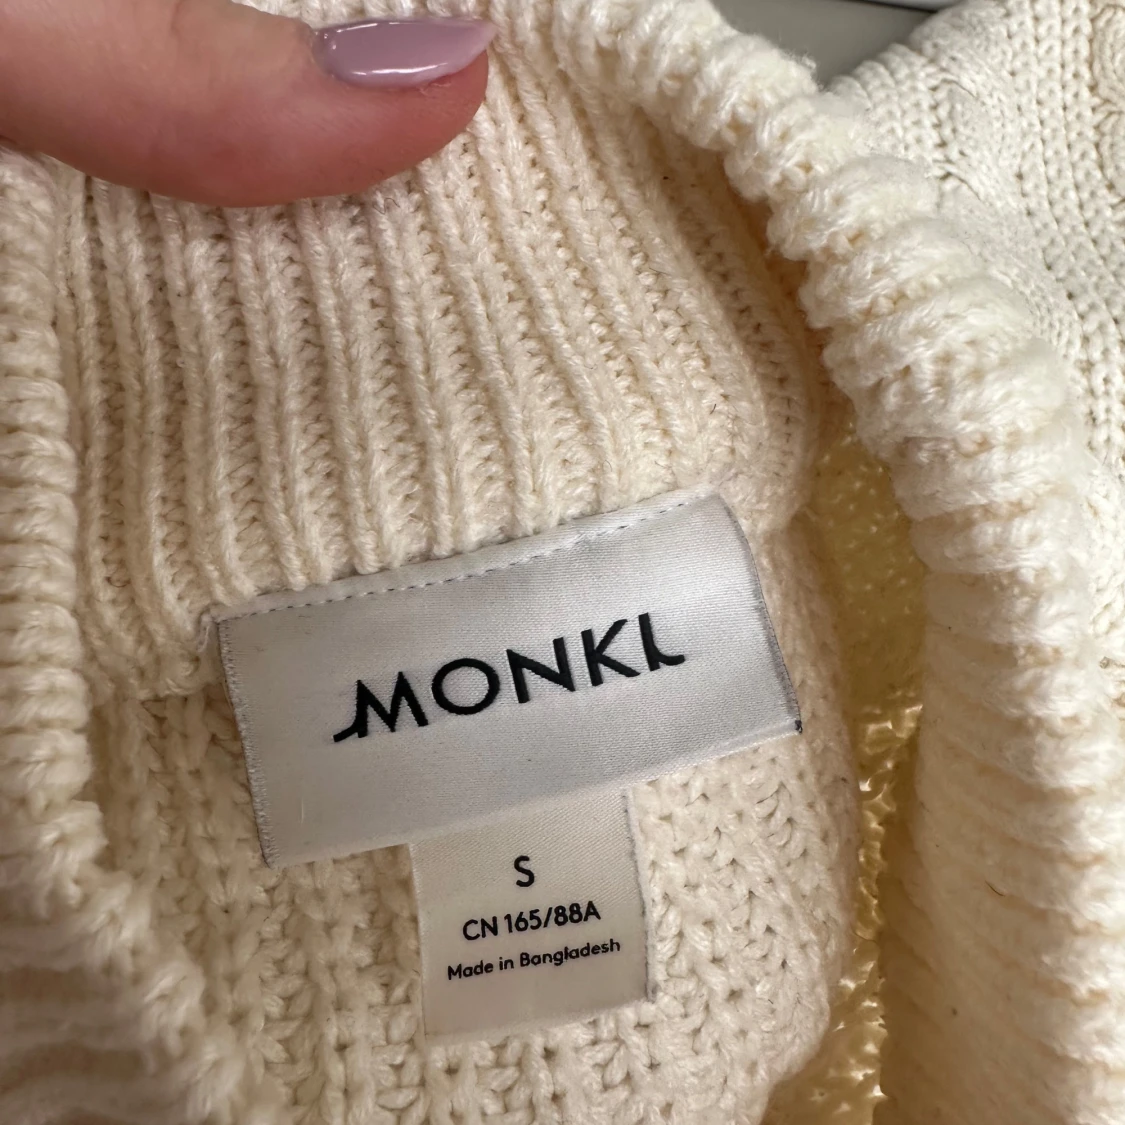 MONKI
S
CN 165/88A
Made in Bangladesh